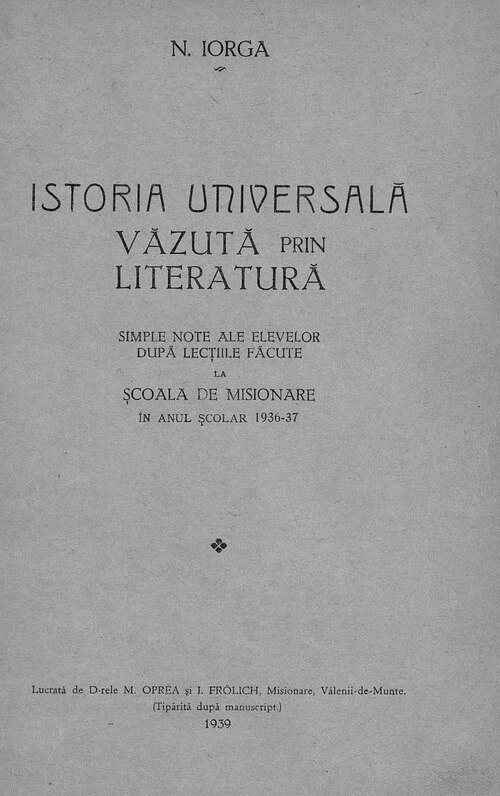 N. IORGA
ISTORIA UNIVERSALĂ
VĂZUTĂ PRIN
LITERATURĂ
SIMPLE NOTE ALE ELEVELOR
DUPĂ LECȚIILE FĂCUTE
LA
ȘCOALA DE MISIONARE
ÎN ANUL ȘCOLAR 1936-37
Lucrată de D-rele M. OPREA și I. FRÖLICH, Misionare, Vălenii-de-Munte.
(Tipărită după manuscript.)
1939